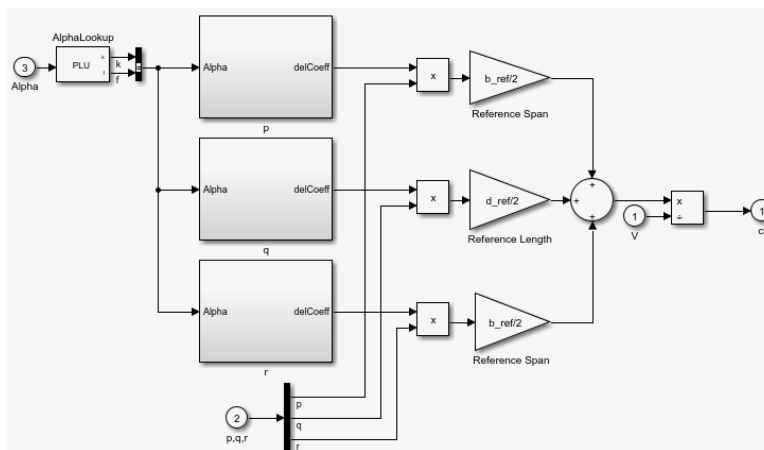 AlphaLookup
3
Alpha
PLU
k
f
k
f
Alpha
delCoeff
p
x
b_ref/2
Reference Span
Alpha
delCoeff
q
x
d_ref/2
Reference Length
+
+
+
1
V
x
÷
1
Alpha
delCoeff
r
x
b_ref/2
Reference Span
2
p,q,r
p
q
r